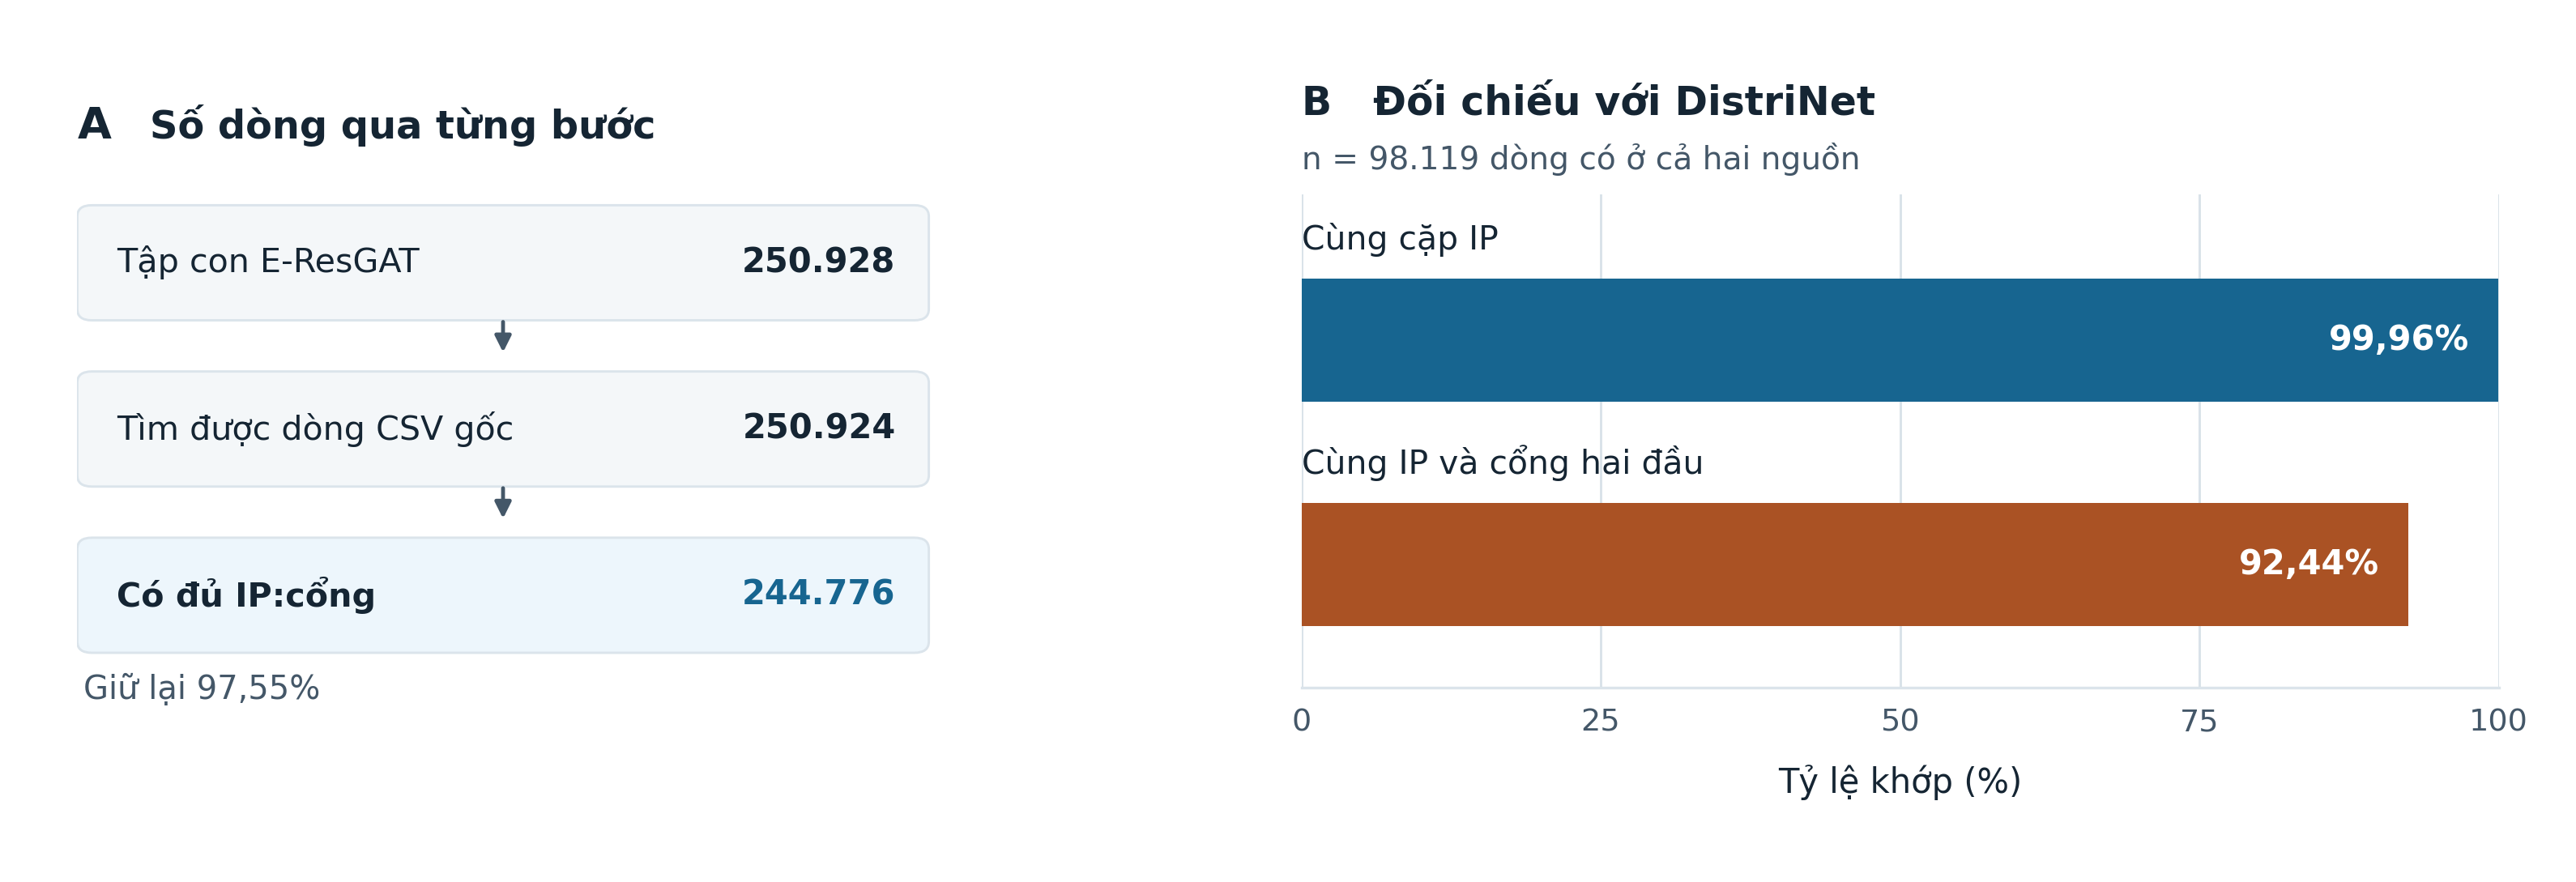 A Số dòng qua từng bước
Tập con E-ResGAT 250.928
Tìm được dòng CSV gốc 250.924
Có đủ IP:cổng 244.776
Giữ lại 97,55%
B Đối chiếu với DistriNet
n = 98.119 dòng có ở cả hai nguồn
Cùng cặp IP
99,96%
Cùng IP và cổng hai đầu
92,44%
0 25 50 75 100
Tỷ lệ khớp (%)